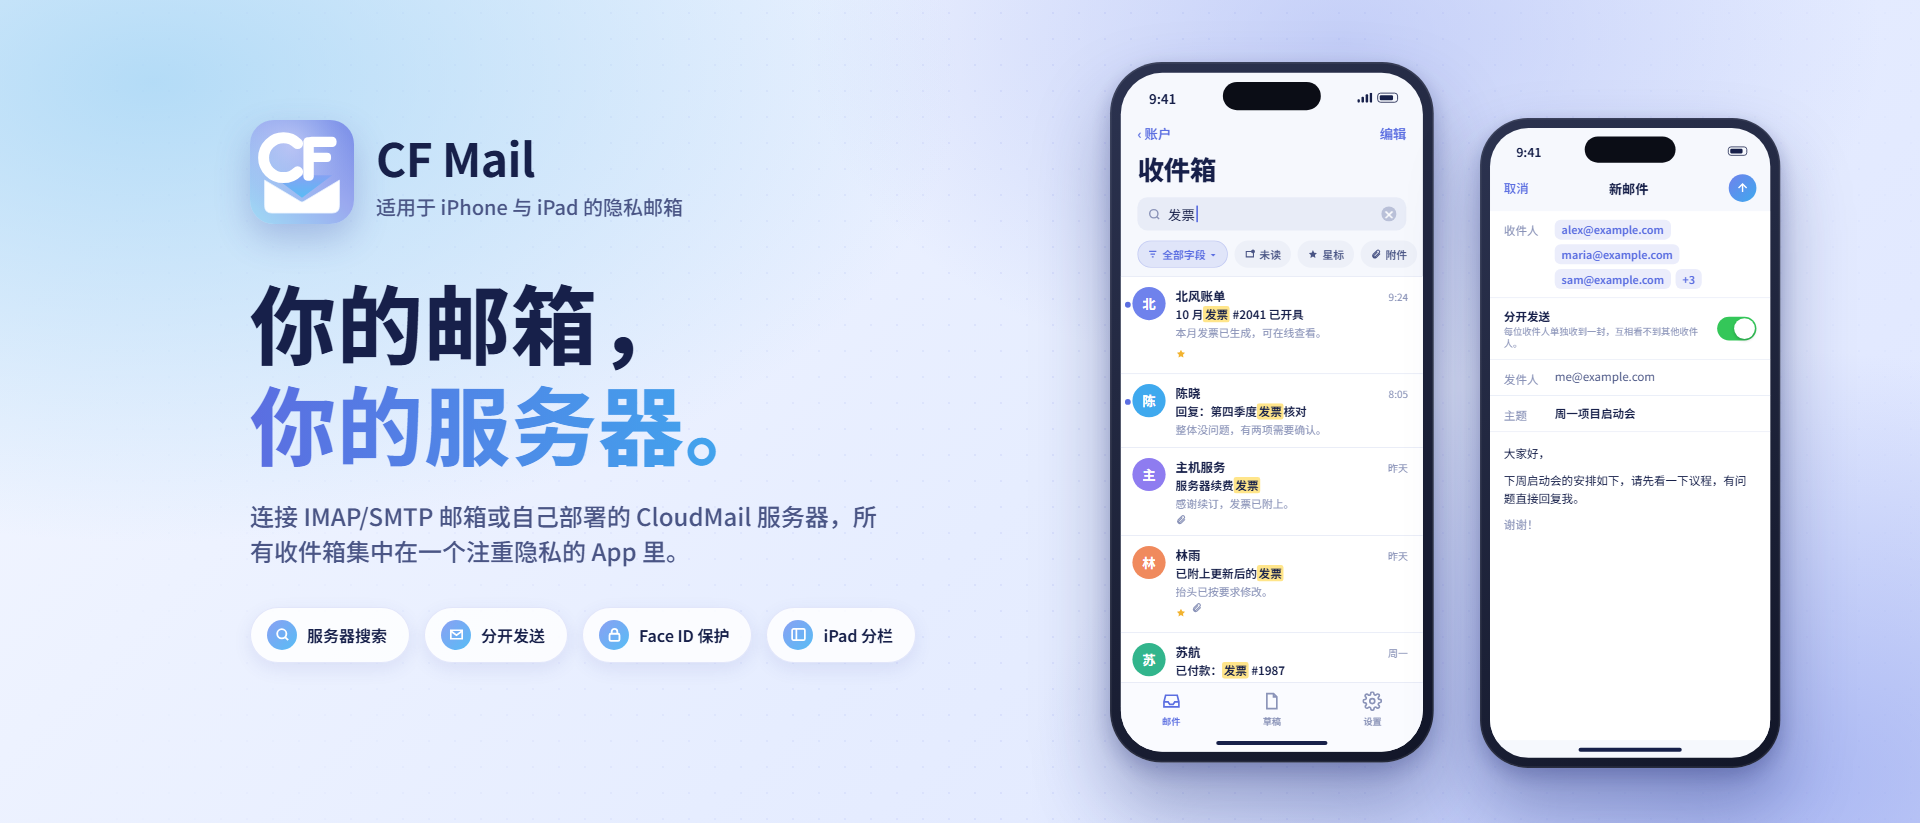 CF
CF Mail
适用于 iPhone 与 iPad 的隐私邮箱
你的邮箱，
你的服务器。
连接 IMAP/SMTP 邮箱或自己部署的 CloudMail 服务器，所
有收件箱集中在一个注重隐私的 App 里。
服务器搜索
分开发送
Face ID 保护
iPad 分栏
9:41
‹ 账户
编辑
收件箱
发票
全部字段
未读
星标
附件
北
北风账单
9:24
10 月发票 #2041 已开具
本月发票已生成，可在线查看。
陈
陈晓
8:05
回复：第四季度发票核对
整体没问题，有两项需要确认。
主
主机服务
昨天
服务器续费发票
感谢续订，发票已附上。
林
林雨
昨天
已附上更新后的发票
抬头已按要求修改。
苏
苏航
周一
已付款：发票 #1987
邮件
草稿
设置
9:41
取消
新邮件
收件人
alex@example.com
maria@example.com
sam@example.com
+3
分开发送
每位收件人单独收到一封，互相看不到其他收件
人。
发件人
me@example.com
主题
周一项目启动会
大家好，
下周启动会的安排如下，请先看一下议程，有问
题直接回复我。
谢谢！